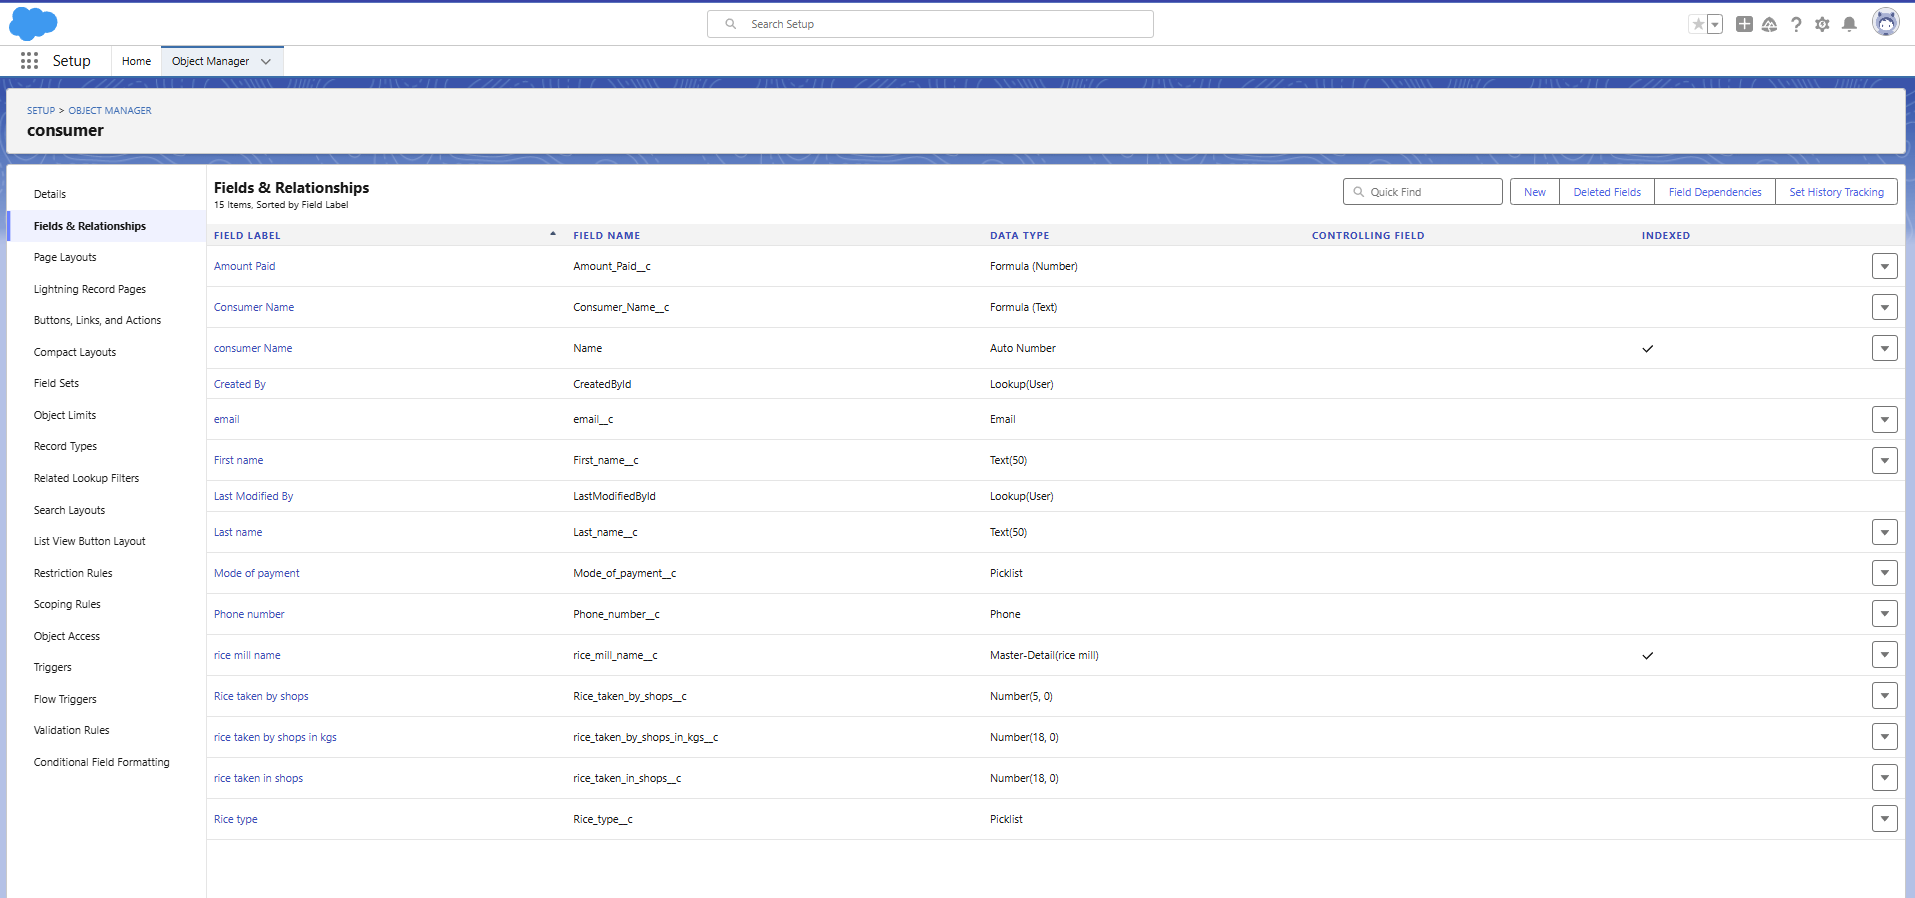 Search Setup
Setup Home Object Manager
SETUP > OBJECT MANAGER
consumer
Details
Fields & Relationships
Page Layouts
Lightning Record Pages
Buttons, Links, and Actions
Compact Layouts
Field Sets
Object Limits
Record Types
Related Lookup Filters
Search Layouts
List View Button Layout
Restriction Rules
Scoping Rules
Object Access
Triggers
Flow Triggers
Validation Rules
Conditional Field Formatting
Fields & Relationships
15 Items, Sorted by Field Label
Quick Find New Deleted Fields Field Dependencies Set History Tracking
FIELD LABEL FIELD NAME DATA TYPE CONTROLLING FIELD INDEXED
Amount Paid Amount_Paid__c Formula (Number)
Consumer Name Consumer_Name__c Formula (Text)
consumer Name Name Auto Number
Created By CreatedById Lookup(User)
email email__c Email
First name First_name__c Text(50)
Last Modified By LastModifiedById Lookup(User)
Last name Last_name__c Text(50)
Mode of payment Mode_of_payment__c Picklist
Phone number Phone_number__c Phone
rice mill name rice_mill_name__c Master-Detail(rice mill)
Rice taken by shops Rice_taken_by_shops__c Number(5, 0)
rice taken by shops in kgs rice_taken_by_shops_in_kgs__c Number(18, 0)
rice taken in shops rice_taken_in_shops__c Number(18, 0)
Rice type Rice_type__c Picklist